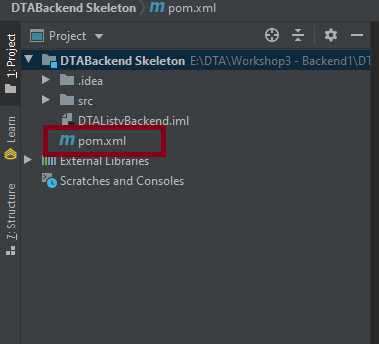 DTABackend Skeleton pom.xml
Project
DTABackend Skeleton E:\DTA\Workshop3 - Backend1\DT
.idea
src
DTAListvBackend.iml
pom.xml
External Libraries
Scratches and Consoles
1: Project
Learn
7: Structure